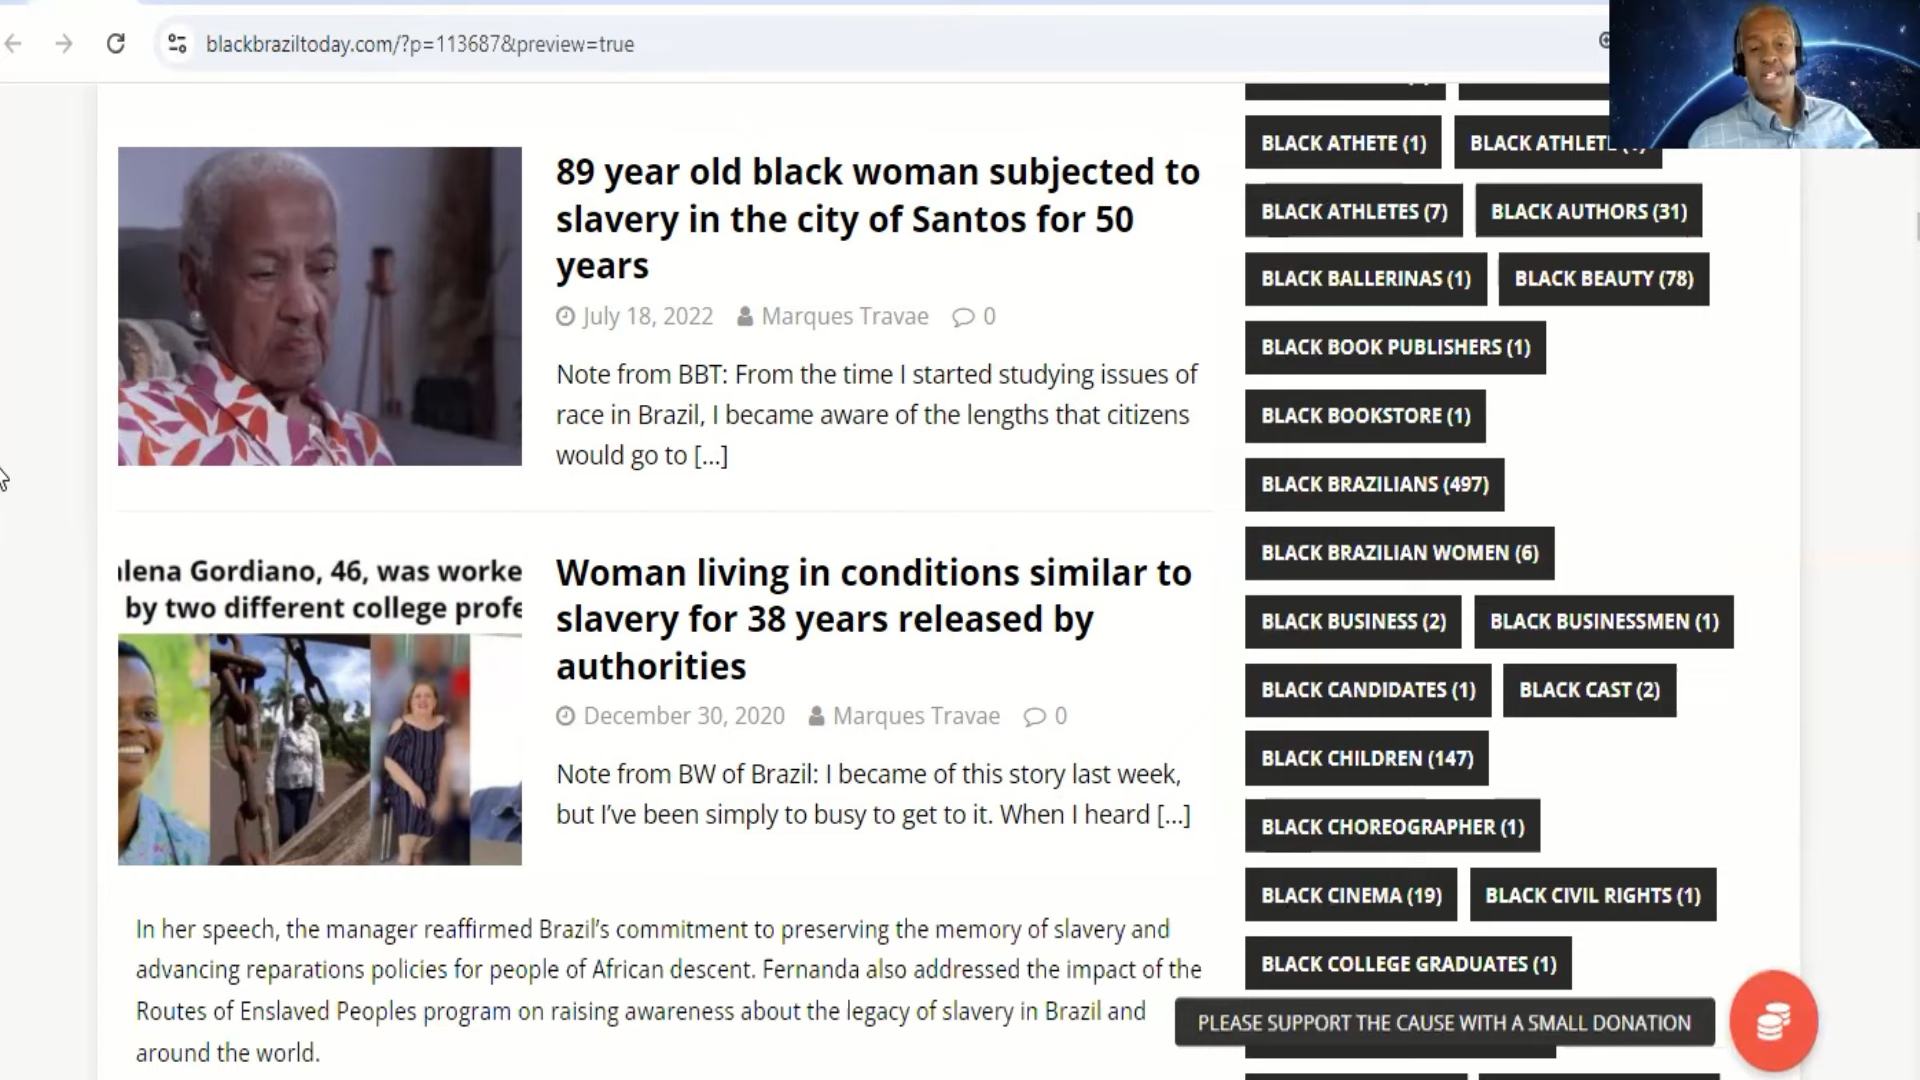 blackbraziltoday.com/?p=113687&preview=true
89 year old black woman subjected to
slavery in the city of Santos for 50
years
July 18, 2022 Marques Travae 0
Note from BBT: From the time I started studying issues of
race in Brazil, I became aware of the lengths that citizens
would go to [...]
Gordiano, 46, was
by two different college
Woman living in conditions similar to
slavery for 38 years released by
authorities
December 30, 2020 Marques Travae 0
Note from BW of Brazil: I became of this story last week,
but I've been simply to busy to get to it. When I heard [...]
In her speech, the manager reaffirmed Brazil's commitment to preserving the memory of slavery and
advancing reparations policies for people of African descent. Fernanda also addressed the impact of the
Routes of Enslaved Peoples program on raising awareness about the legacy of slavery in Brazil and
around the world.
BLACK ATHETE (1) BLACK
BLACK ATHLETES (7) BLACK AUTHORS (31)
BLACK BALLERINAS (1) BLACK BEAUTY (78)
BLACK BOOK PUBLISHERS (1)
BLACK BOOKSTORE (1)
BLACK BRAZILIANS (497)
BLACK BRAZILIAN WOMEN (6)
BLACK BUSINESS (2) BLACK BUSINESSMEN (1)
BLACK CANDIDATES (1) BLACK CAST (2)
BLACK CHILDREN (147)
BLACK CHOREOGRAPHER (1)
BLACK CINEMA (19) BLACK CIVIL RIGHTS (1)
BLACK COLLEGE GRADUATES (1)
PLEASE SUPPORT THE CAUSE WITH A SMALL DONATION